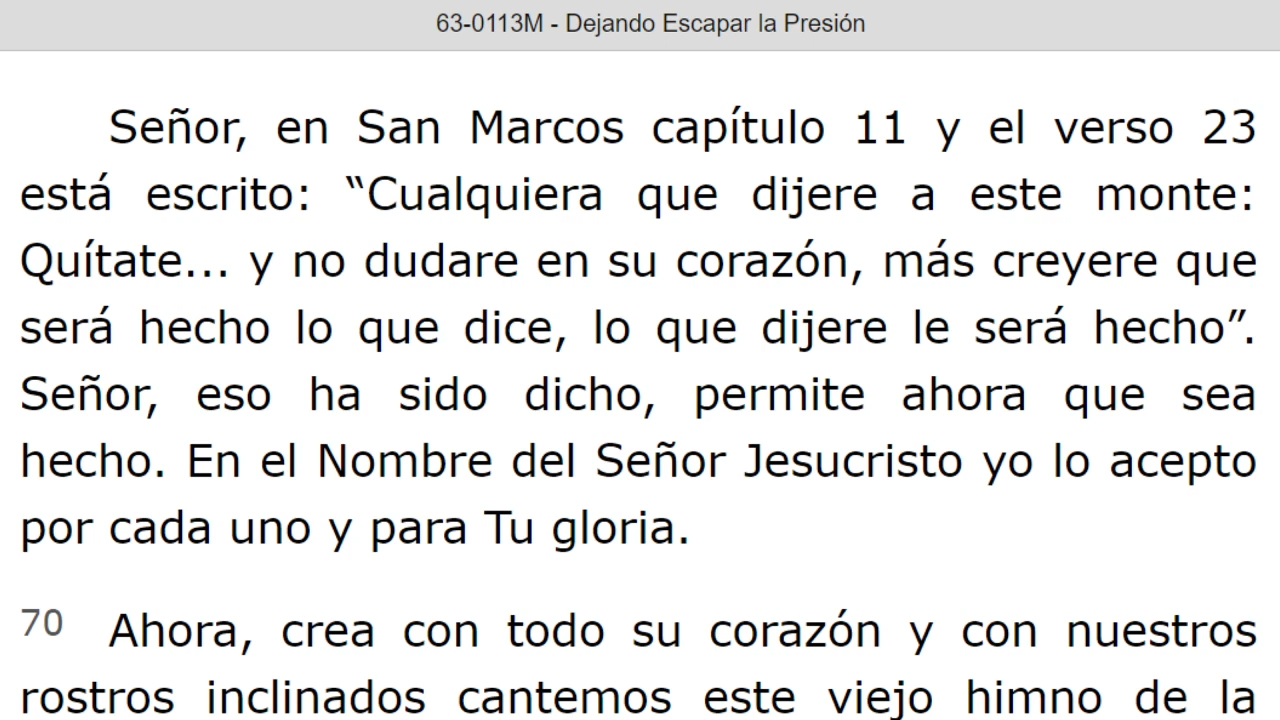 63-0113M - Dejando Escapar la Presión
Señor, en San Marcos capítulo 11 y el verso 23
está escrito: “Cualquiera que dijere a este monte:
Quítate... y no dudare en su corazón, más creyere que
será hecho lo que dice, lo que dijere le será hecho”.
Señor, eso ha sido dicho, permite ahora que sea
hecho. En el Nombre del Señor Jesucristo yo lo acepto
por cada uno y para Tu gloria.
70 Ahora, crea con todo su corazón y con nuestros
rostros inclinados cantemos este viejo himno de la